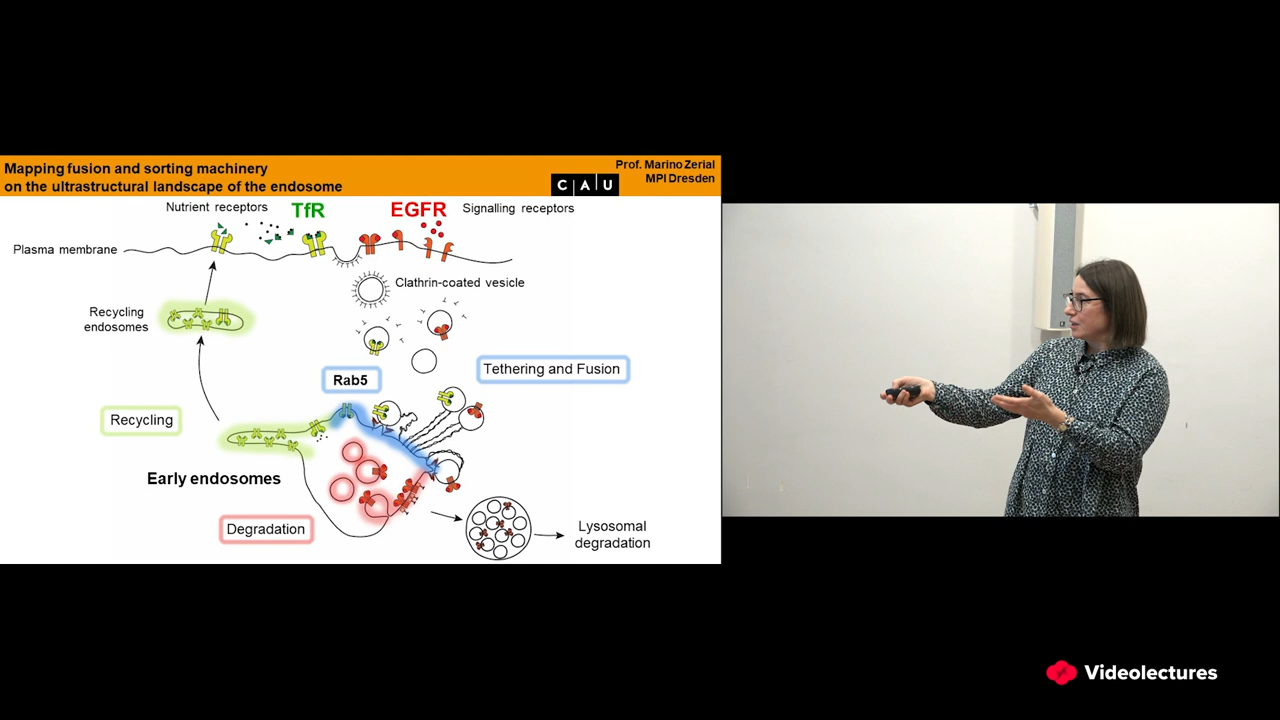 Mapping fusion and sorting machinery
on the ultrastructural landscape of the endosome
Prof. Marino Zerial
MPI Dresden
C A U
Nutrient receptors
TfR
EGFR
Signalling receptors
Plasma membrane
Clathrin-coated vesicle
Recycling
endosomes
Rab5
Tethering and Fusion
Recycling
Early endosomes
Degradation
Lysosomal
degradation
Videolectures